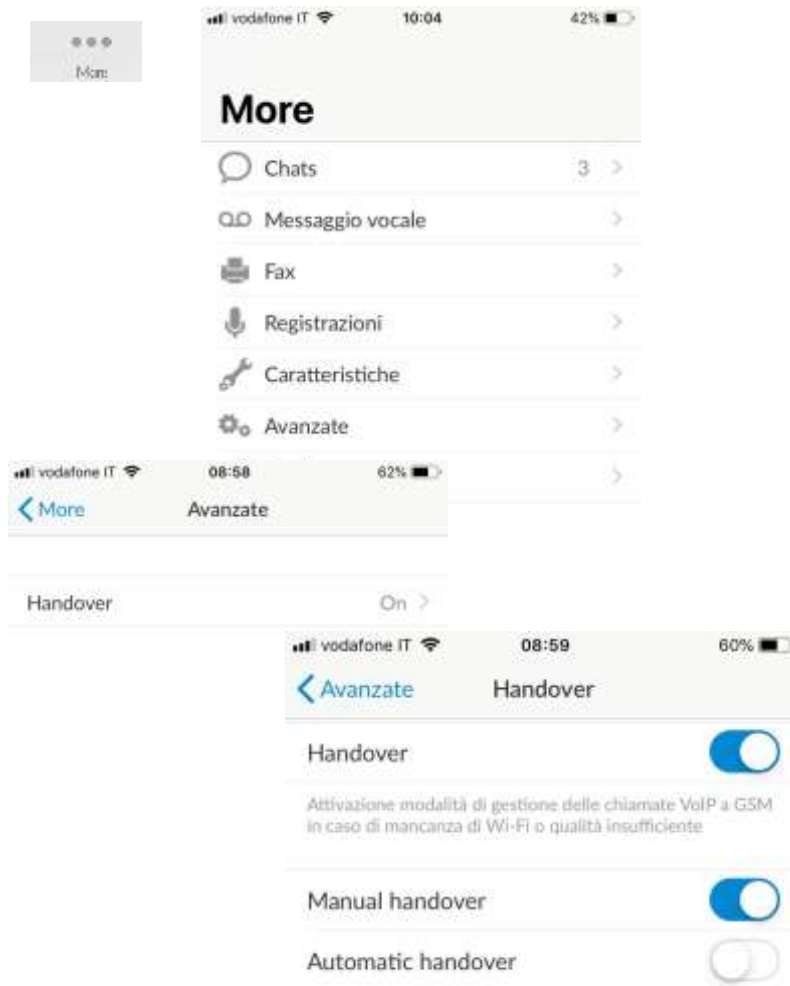 More
vodafone IT 10:04 42%
More
Chats 3
Messaggio vocale
Fax
Registrazioni
Caratteristiche
Avanzate
vodafone IT 08:58 62%
More Avanzate
Handover On
vodafone IT 08:59 60%
Avanzate Handover
Handover
Attivazione modalità di gestione delle chiamate VoIP a GSM
in caso di mancanza di Wi-Fi o qualità insufficiente
Manual handover
Automatic handover